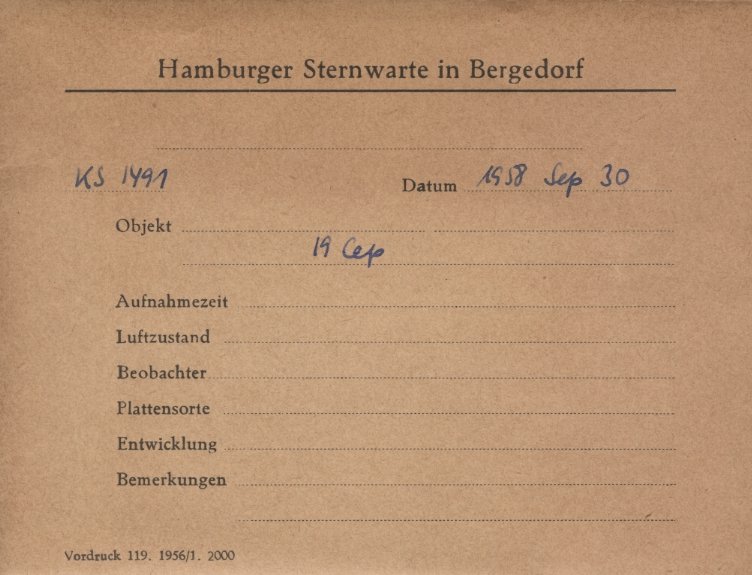 Hamburger Sternwarte in Bergedorf
KS 1491 Datum 1958 Sep 30
Objekt
19 Cep
Aufnahmezeit
Luftzustand
Beobachter
Plattensorte
Entwicklung
Bemerkungen
Vordruck 119. 1956/1. 2000